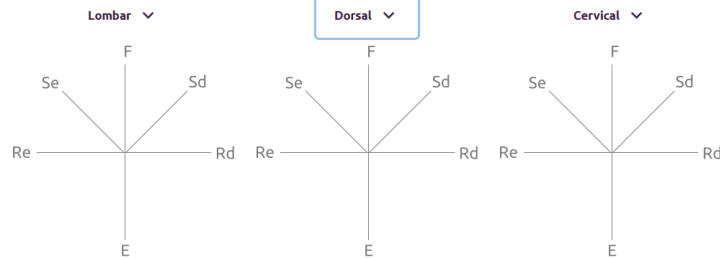 Lombar Dorsal Cervical
F F F
Se Sd Se Sd Se Sd
Re Rd Re Rd Re Rd
E E E